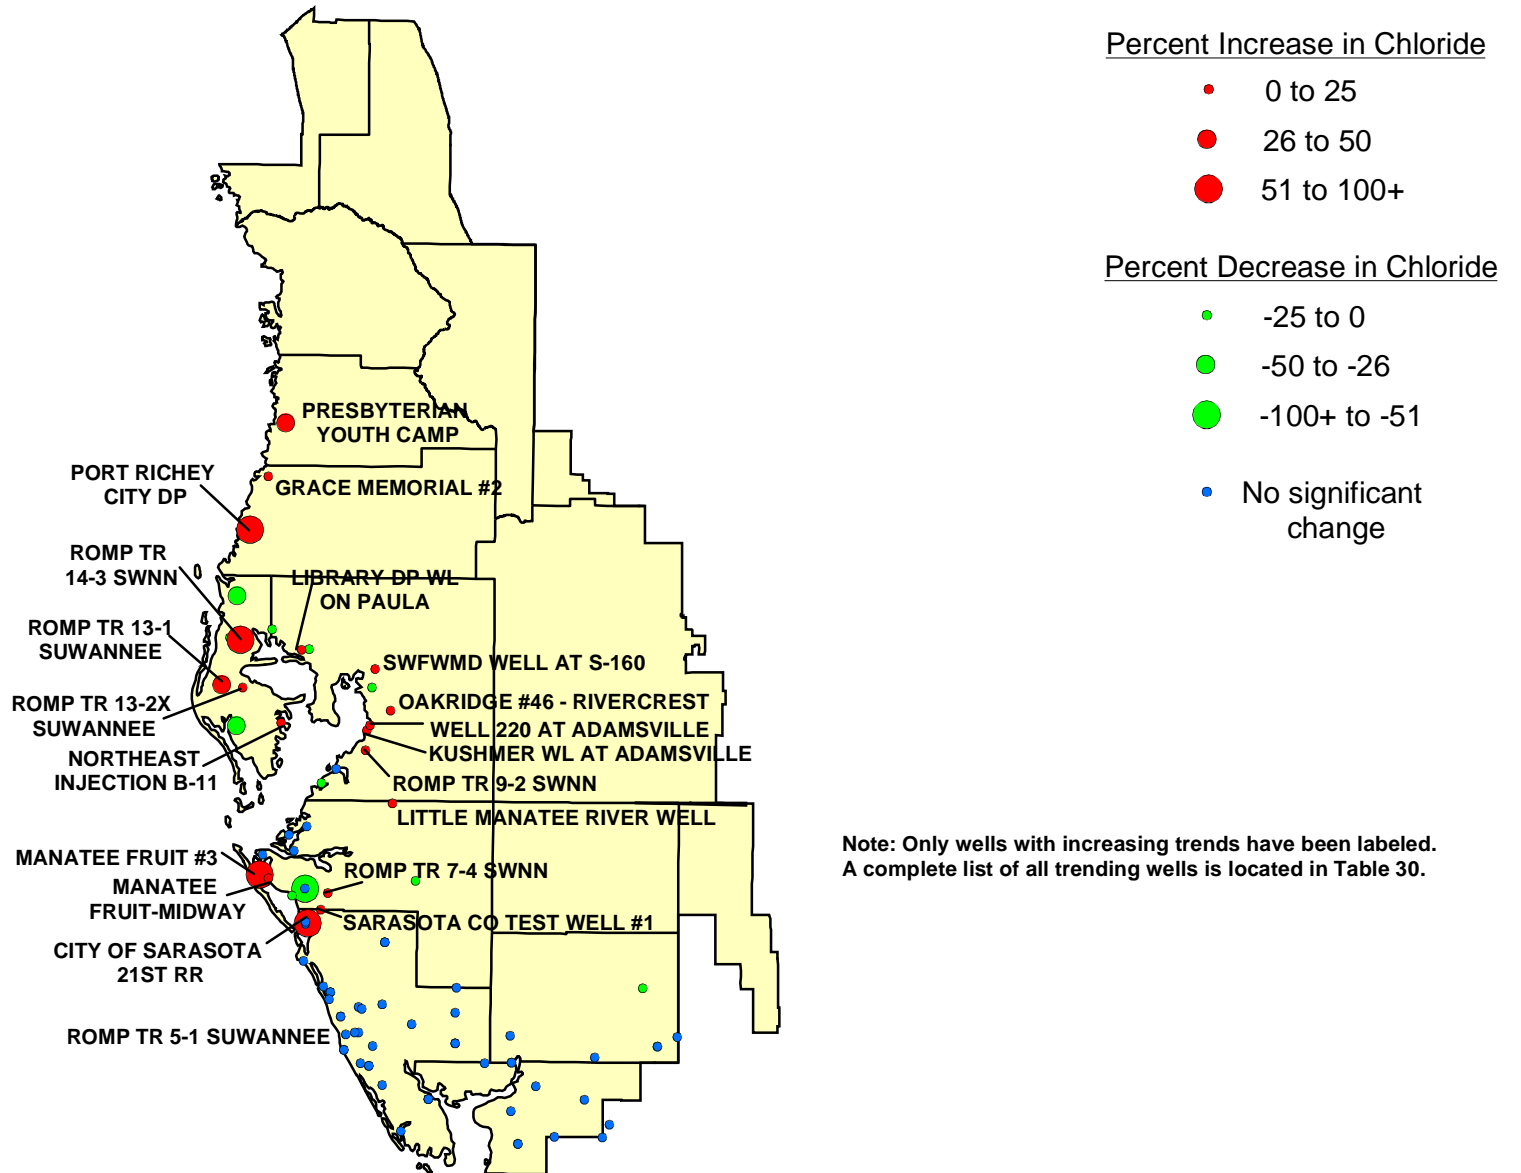 Percent Increase in Chloride
0 to 25
26 to 50
51 to 100+
Percent Decrease in Chloride
-25 to 0
-50 to -26
-100+ to -51
No significant
change
PRESBYTERIAN
YOUTH CAMP
PORT RICHEY
CITY DP
GRACE MEMORIAL #2
ROMP TR
14-3 SWNN
LIBRARY DP WL
ON PAULA
ROMP TR 13-1
SUWANNEE
SWFWMD WELL AT S-160
ROMP TR 13-2X
SUWANNEE
OAKRIDGE #46 - RIVERCREST
WELL 220 AT ADAMSVILLE
KUSHMER WL AT ADAMSVILLE
NORTHEAST
INJECTION B-11
ROMP TR 9-2 SWNN
LITTLE MANATEE RIVER WELL
Note: Only wells with increasing trends have been labeled.
A complete list of all trending wells is located in Table 30.
MANATEE FRUIT #3
ROMP TR 7-4 SWNN
MANATEE
FRUIT-MIDWAY
SARASOTA CO TEST WELL #1
CITY OF SARASOTA
21ST RR
ROMP TR 5-1 SUWANNEE